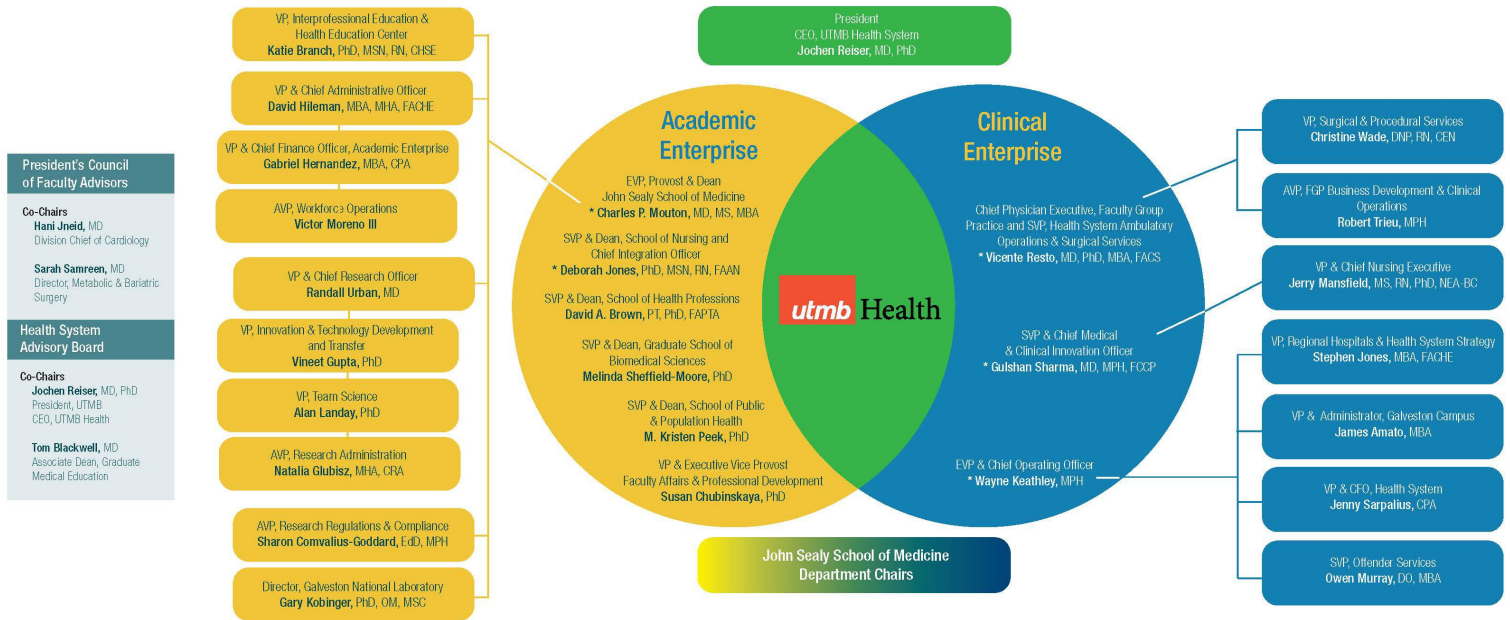 President's Council
of Faculty Advisors
Co-Chairs
Hani Jneid, MD
Division Chief of Cardiology
Sarah Samreen, MD
Director, Metabolic & Bariatric
Surgery
Health System
Advisory Board
Co-Chairs
Jochen Reiser, MD, PhD
President, UTMB
CEO, UTMB Health
Tom Blackwell, MD
Associate Dean, Graduate
Medical Education
VP, Interprofessional Education &
Health Education Center
Katie Branch, PhD, MSN, RN, CHSE
VP & Chief Administrative Officer
David Hileman, MBA, MHA, FACHE
VP & Chief Finance Officer, Academic Enterprise
Gabriel Hernandez, MBA, CPA
AVP, Workforce Operations
Victor Moreno III
VP & Chief Research Officer
Randall Urban, MD
VP, Innovation & Technology Development
and Transfer
Vineet Gupta, PhD
VP, Team Science
Alan Landay, PhD
AVP, Research Administration
Natalia Glubisz, MHA, CRA
AVP, Research Regulations & Compliance
Sharon Comvalius-Goddard, EdD, MPH
Director, Galveston National Laboratory
Gary Kobinger, PhD, OM, MSC
President
CEO, UTMB Health System
Jochen Reiser, MD, PhD
Academic
Enterprise
EVP, Provost & Dean
John Sealy School of Medicine
* Charles P. Mouton, MD, MS, MBA
SVP & Dean, School of Nursing and
Chief Integration Officer
* Deborah Jones, PhD, MSN, RN, FAAN
SVP & Dean, School of Health Professions
David A. Brown, PT, PhD, FAPTA
SVP & Dean, Graduate School of
Biomedical Sciences
Melinda Sheffield-Moore, PhD
SVP & Dean, School of Public
& Population Health
M. Kristen Peek, PhD
VP & Executive Vice Provost
Faculty Affairs & Professional Development
Susan Chubinskaya, PhD
utmb Health
Clinical
Enterprise
Chief Physician Executive, Faculty Group
Practice and SVP, Health System Ambulatory
Operations & Surgical Services
* Vicente Resto, MD, PhD, MBA, FACS
SVP & Chief Medical
& Clinical Innovation Officer
* Gulshan Sharma, MD, MPH, FCCP
EVP & Chief Operating Officer
* Wayne Keathley, MPH
John Sealy School of Medicine
Department Chairs
VP, Surgical & Procedural Services
Christine Wade, DNP, RN, CEN
AVP, FGP Business Development & Clinical
Operations
Robert Trieu, MPH
VP & Chief Nursing Executive
Jerry Mansfield, MS, RN, PhD, NEA-BC
VP, Regional Hospitals & Health System Strategy
Stephen Jones, MBA, FACHE
VP & Administrator, Galveston Campus
James Amato, MBA
VP & CFO, Health System
Jenny Sarpalius, CPA
SVP, Offender Services
Owen Murray, DO, MBA